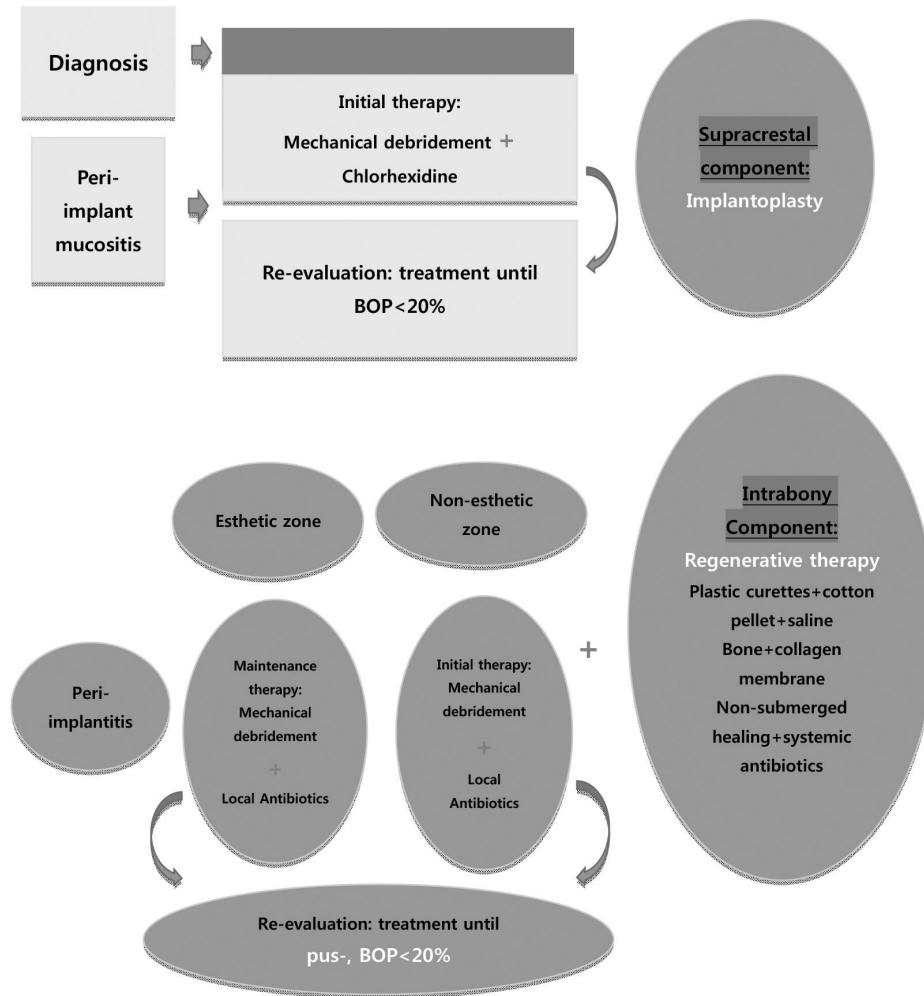 Diagnosis
Initial therapy:
Mechanical debridement +
Chlorhexidine
Peri-
implant
mucositis
Re-evaluation: treatment until
BOP<20%
Supracrestal
component:
Implantoplasty
Esthetic zone
Non-esthetic
zone
Peri-
implantitis
Maintenance
therapy:
Mechanical
debridement
+
Local Antibiotics
Initial therapy:
Mechanical
debridement
+
Local
Antibiotics
+
Intrabony
Component:
Regenerative therapy
Plastic curettes+cotton
pellet+saline
Bone+collagen
membrane
Non-submerged
healing+systemic
antibiotics
Re-evaluation: treatment until
pus-, BOP<20%